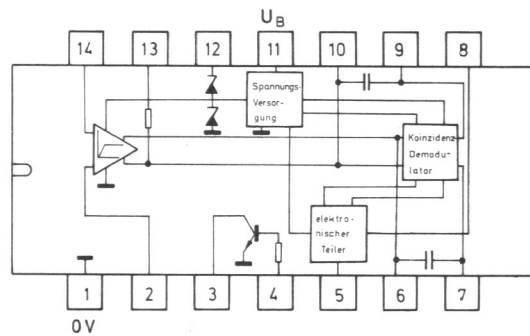 U_B
14 13 12 11 10 9 8
Spannungs-
Versor-
gung
Koinzidenz
Demodu-
lator
elektro-
nischer
Teiler
1 2 3 4 5 6 7
0V